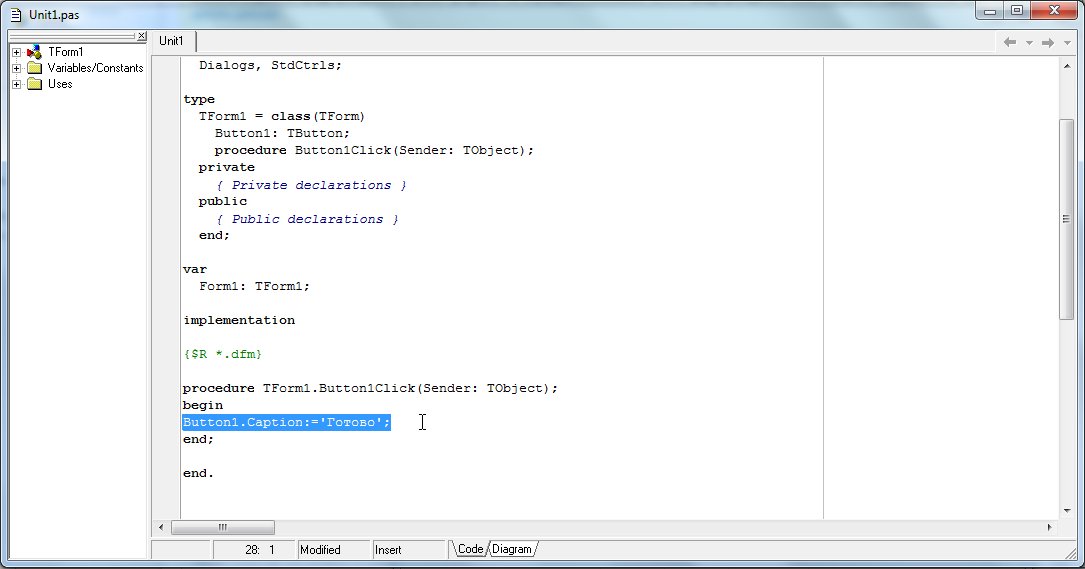 Unit1.pas
TForm1
Variables/Constants
Uses
Unit1
Dialogs, StdCtrls;
type
TForm1 = class(TForm)
Button1: TButton;
procedure Button1Click(Sender: TObject);
private
{ Private declarations }
public
{ Public declarations }
end;
var
Form1: TForm1;
implementation
{$R *.dfm}
procedure TForm1.Button1Click(Sender: TObject);
begin
Button1.Caption:='Готово';
end;
end.
28: 1 Modified Insert Code Diagram